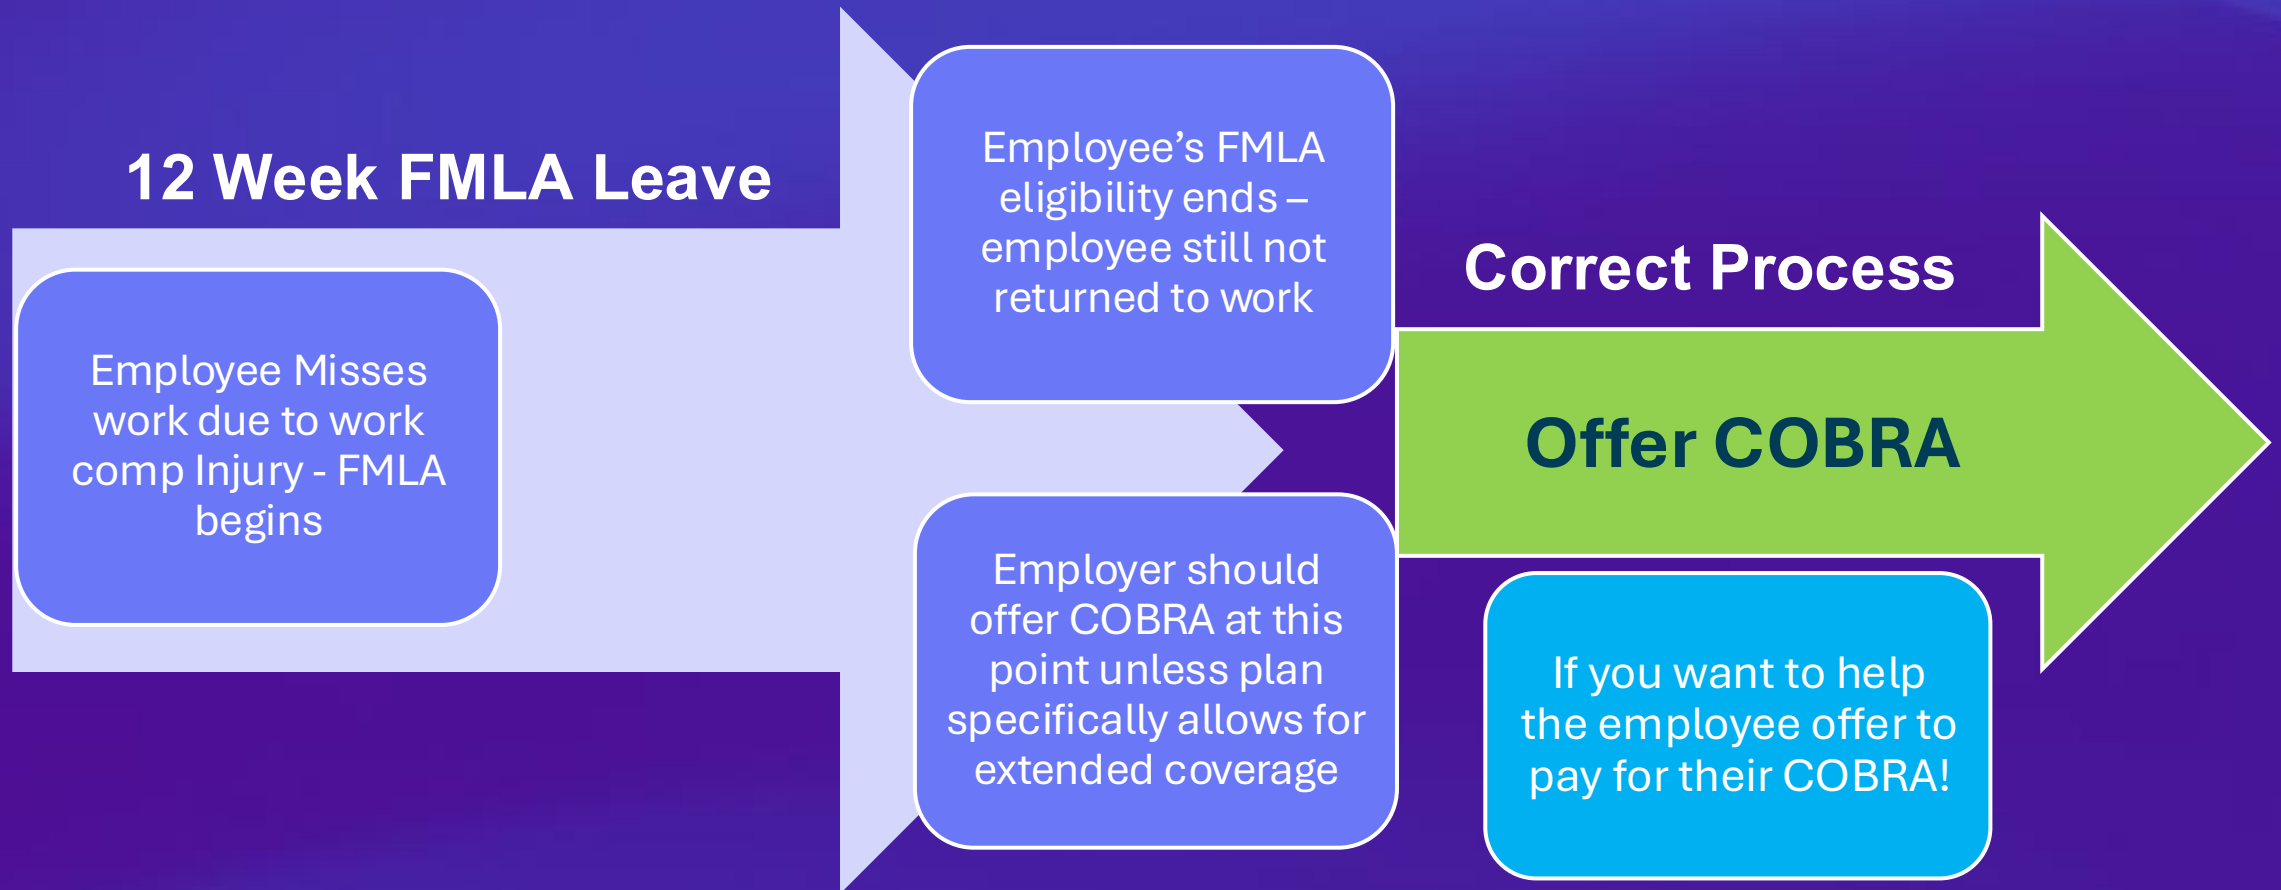 12 Week FMLA Leave
Employee Misses
work due to work
comp Injury - FMLA
begins
Employee’s FMLA
eligibility ends –
employee still not
returned to work
Employer should
offer COBRA at this
point unless plan
specifically allows for
extended coverage
Correct Process
Offer COBRA
If you want to help
the employee offer to
pay for their COBRA!